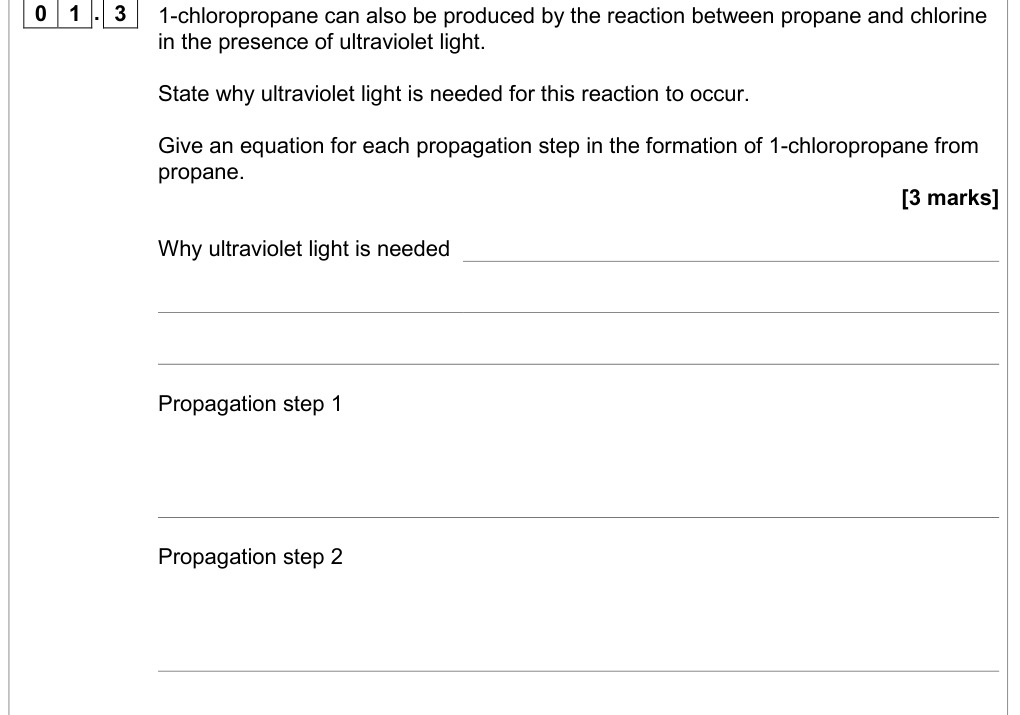 0 1 . 3 1-chloropropane can also be produced by the reaction between propane and chlorine
in the presence of ultraviolet light.
State why ultraviolet light is needed for this reaction to occur.
Give an equation for each propagation step in the formation of 1-chloropropane from
propane.
[3 marks]
Why ultraviolet light is needed
Propagation step 1
Propagation step 2